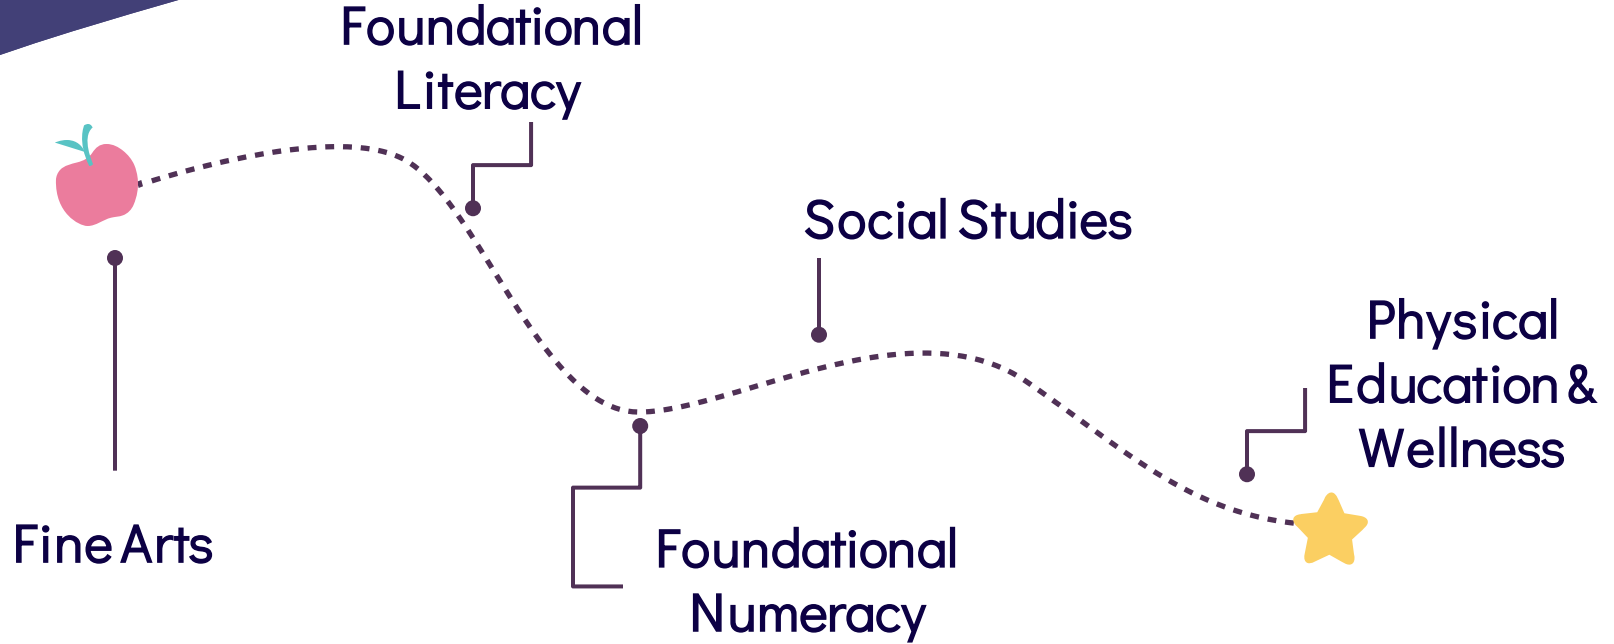 Foundational
Literacy
Social Studies
Physical
Education &
Wellness
Fine Arts
Foundational
Numeracy